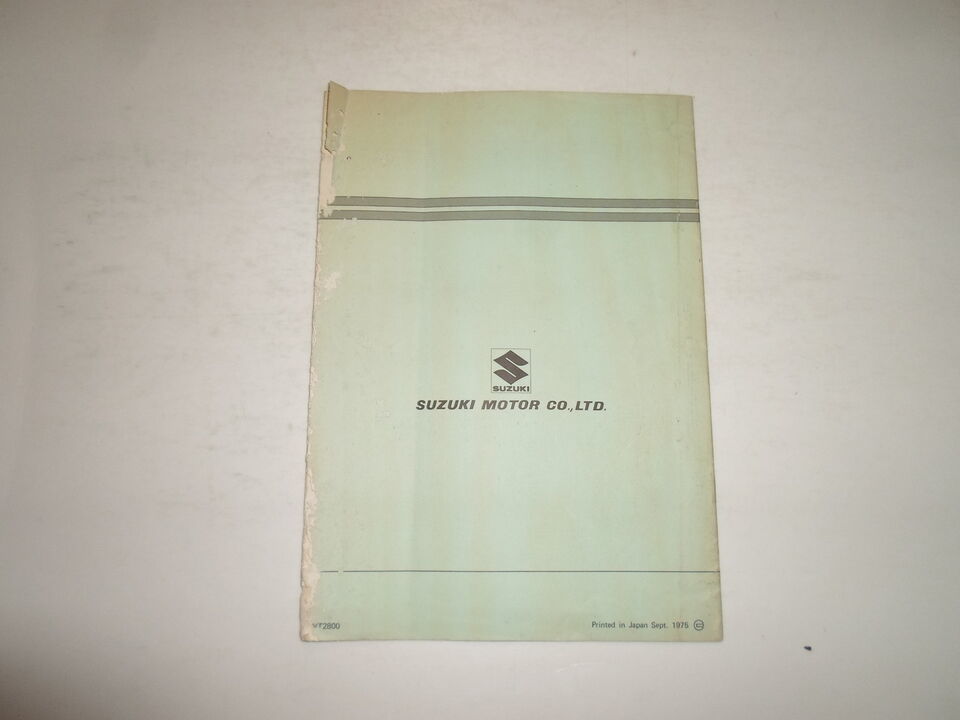 SUZUKI
SUZUKI MOTOR CO.,LTD.
Printed in Japan Sept. 1975